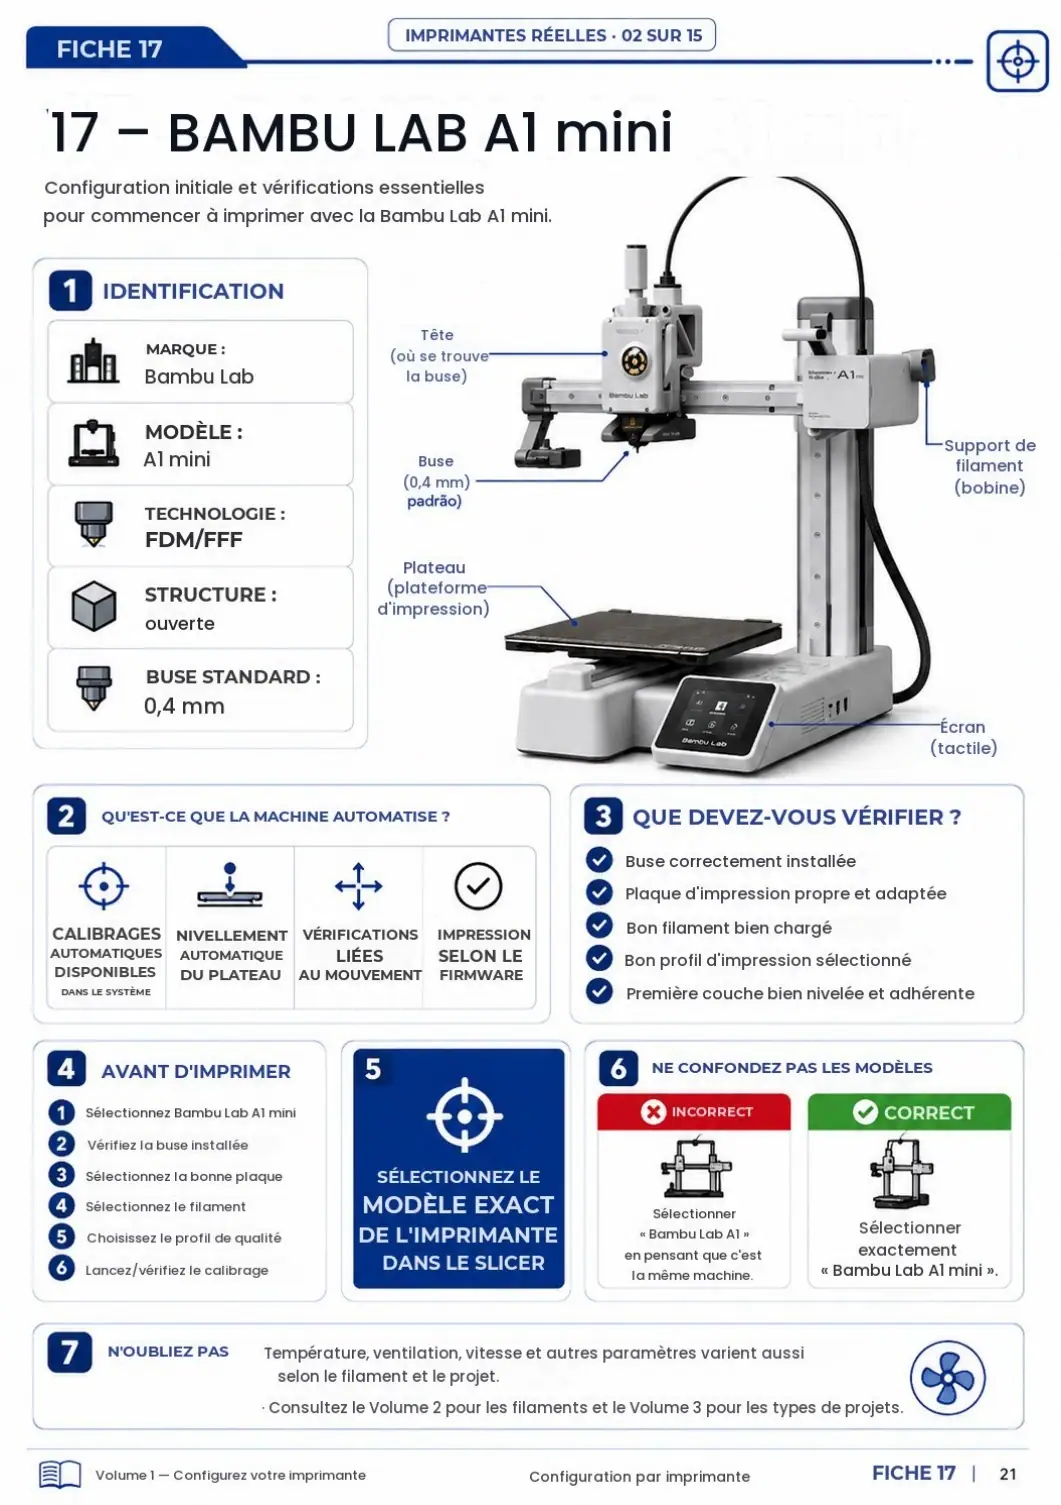 FICHE 17
IMPRIMANTES RÉELLES · 02 SUR 15
17 – BAMBU LAB A1 mini
Configuration initiale et vérifications essentielles
pour commencer à imprimer avec la Bambu Lab A1 mini.
1 IDENTIFICATION
MARQUE :
Bambu Lab
MODÈLE :
A1 mini
TECHNOLOGIE :
FDM/FFF
STRUCTURE :
ouverte
BUSE STANDARD :
0,4 mm
Tête
(où se trouve
la buse)
Buse
(0,4 mm)
padrão)
Plateau
(plateforme
d'impression)
Bambu Lab
A1
Support de
filament
(bobine)
Bambu Lab
Écran
(tactile)
2 QU'EST-CE QUE LA MACHINE AUTOMATISE ?
CALIBRAGES
AUTOMATIQUES
DISPONIBLES
DANS LE SYSTÈME
NIVELLEMENT
AUTOMATIQUE
DU PLATEAU
VÉRIFICATIONS
LIÉES
AU MOUVEMENT
IMPRESSION
SELON LE
FIRMWARE
3 QUE DEVEZ-VOUS VÉRIFIER ?
Buse correctement installée
Plaque d'impression propre et adaptée
Bon filament bien chargé
Bon profil d'impression sélectionné
Première couche bien nivelée et adhérente
4 AVANT D'IMPRIMER
1 Sélectionnez Bambu Lab A1 mini
2 Vérifiez la buse installée
3 Sélectionnez la bonne plaque
4 Sélectionnez le filament
5 Choisissez le profil de qualité
6 Lancez/vérifiez le calibrage
5
SÉLECTIONNEZ LE
MODÈLE EXACT
DE L'IMPRIMANTE
DANS LE SLICER
6 NE CONFONDEZ PAS LES MODÈLES
INCORRECT
Sélectionner
« Bambu Lab A1 »
en pensant que c'est
la même machine.
CORRECT
Sélectionner
exactement
« Bambu Lab A1 mini ».
7 N'OUBLIEZ PAS
Température, ventilation, vitesse et autres paramètres varient aussi
selon le filament et le projet.
· Consultez le Volume 2 pour les filaments et le Volume 3 pour les types de projets.
Volume 1 — Configurez votre imprimante
Configuration par imprimante
FICHE 17 | 21